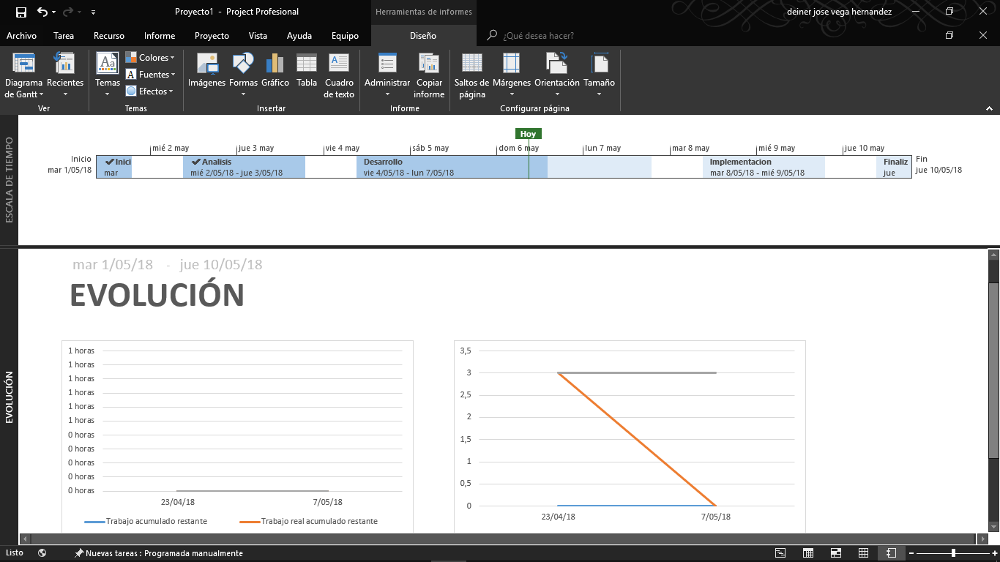 Proyecto1 - Project Profesional
Herramientas de informes
deiner jose vega hernandez
Archivo Tarea Recurso Informe Proyecto Vista Ayuda Equipo Diseño ¿Qué desea hacer?
Diagrama de Gantt
Recientes
Ver
Temas
Colores
Fuentes
Efectos
Temas
Imágenes
Formas
Gráfico
Tabla
Cuadro de texto
Insertar
Administrar
Copiar informe
Informe
Saltos de página
Márgenes
Orientación
Tamaño
Configurar página
ESCALA DE TIEMPO
Hoy
mié 2 may jue 3 may vie 4 may sáb 5 may dom 6 may lun 7 may mar 8 may mié 9 may jue 10 may
Inicio
mar 1/05/18
Inici
mar
Analisis
mié 2/05/18 - jue 3/05/18
Desarrollo
vie 4/05/18 - lun 7/05/18
Implementacion
mar 8/05/18 - mié 9/05/18
Finaliz
jue
Fin
jue 10/05/18
EVOLUCIÓN
mar 1/05/18 - jue 10/05/18
EVOLUCIÓN
1 horas
1 horas
1 horas
1 horas
1 horas
1 horas
0 horas
0 horas
0 horas
0 horas
0 horas
23/04/18 7/05/18
Trabajo acumulado restante Trabajo real acumulado restante
3,5
3
2,5
2
1,5
1
0,5
0
23/04/18 7/05/18
Listo Nuevas tareas : Programada manualmente